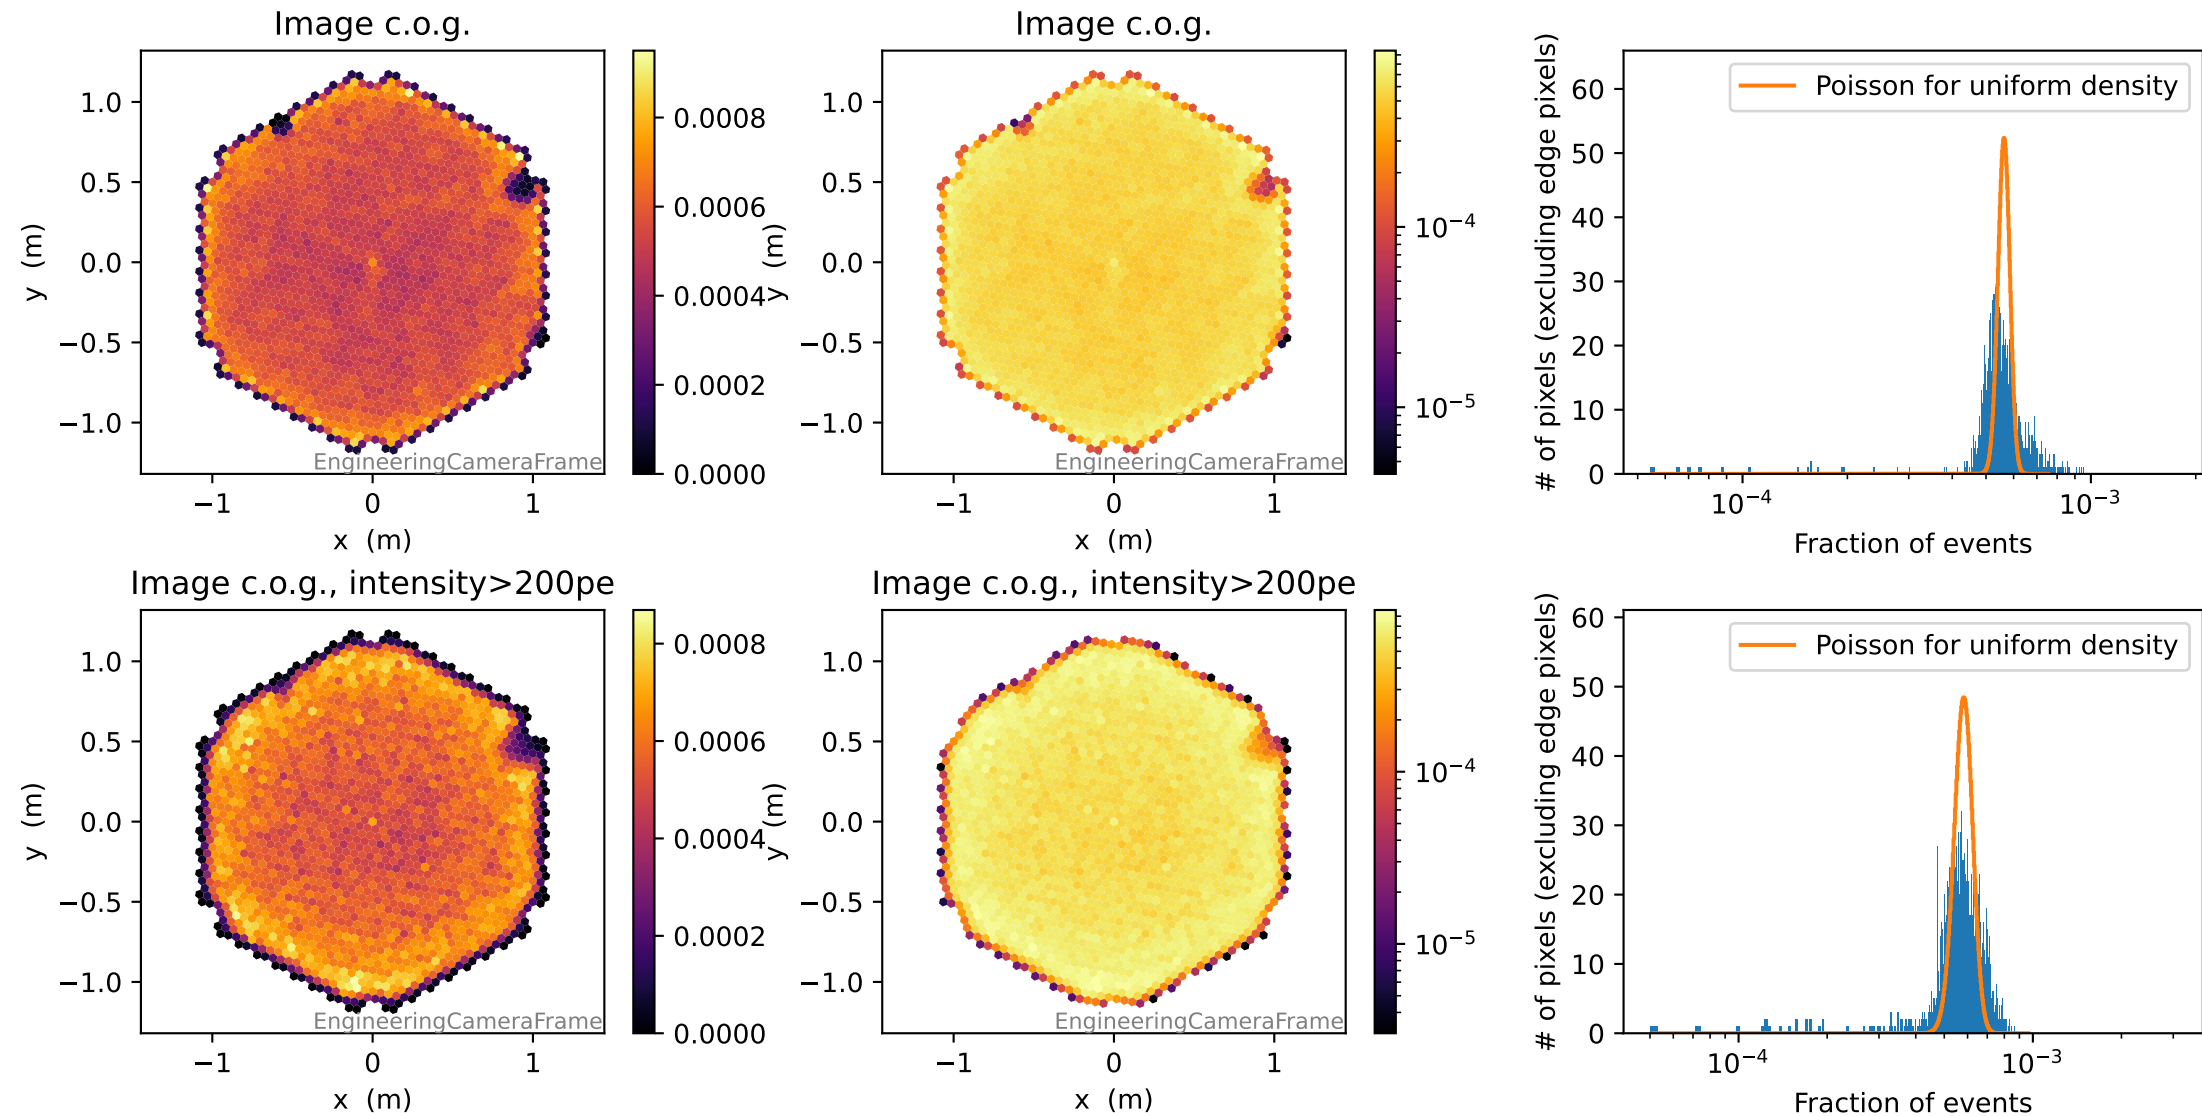 Image c.o.g.
1.0
0.5
0.0
−0.5
−1.0
y (m)
−1
0
1
x (m)
EngineeringCameraFrame
0.0008
0.0006
0.0004
0.0002
0.0000
Image c.o.g.
1.0
0.5
0.0
−0.5
−1.0
y (m)
−1
0
1
x (m)
EngineeringCameraFrame
10⁻⁴
10⁻⁵
Poisson for uniform density
60
50
40
30
20
10
0
# of pixels (excluding edge pixels)
10⁻⁴
10⁻³
Fraction of events
Image c.o.g., intensity>200pe
1.0
0.5
0.0
−0.5
−1.0
y (m)
−1
0
1
x (m)
EngineeringCameraFrame
0.0008
0.0006
0.0004
0.0002
0.0000
Image c.o.g., intensity>200pe
1.0
0.5
0.0
−0.5
−1.0
y (m)
−1
0
1
x (m)
EngineeringCameraFrame
10⁻⁴
10⁻⁵
Poisson for uniform density
60
50
40
30
20
10
0
# of pixels (excluding edge pixels)
10⁻⁴
10⁻³
Fraction of events